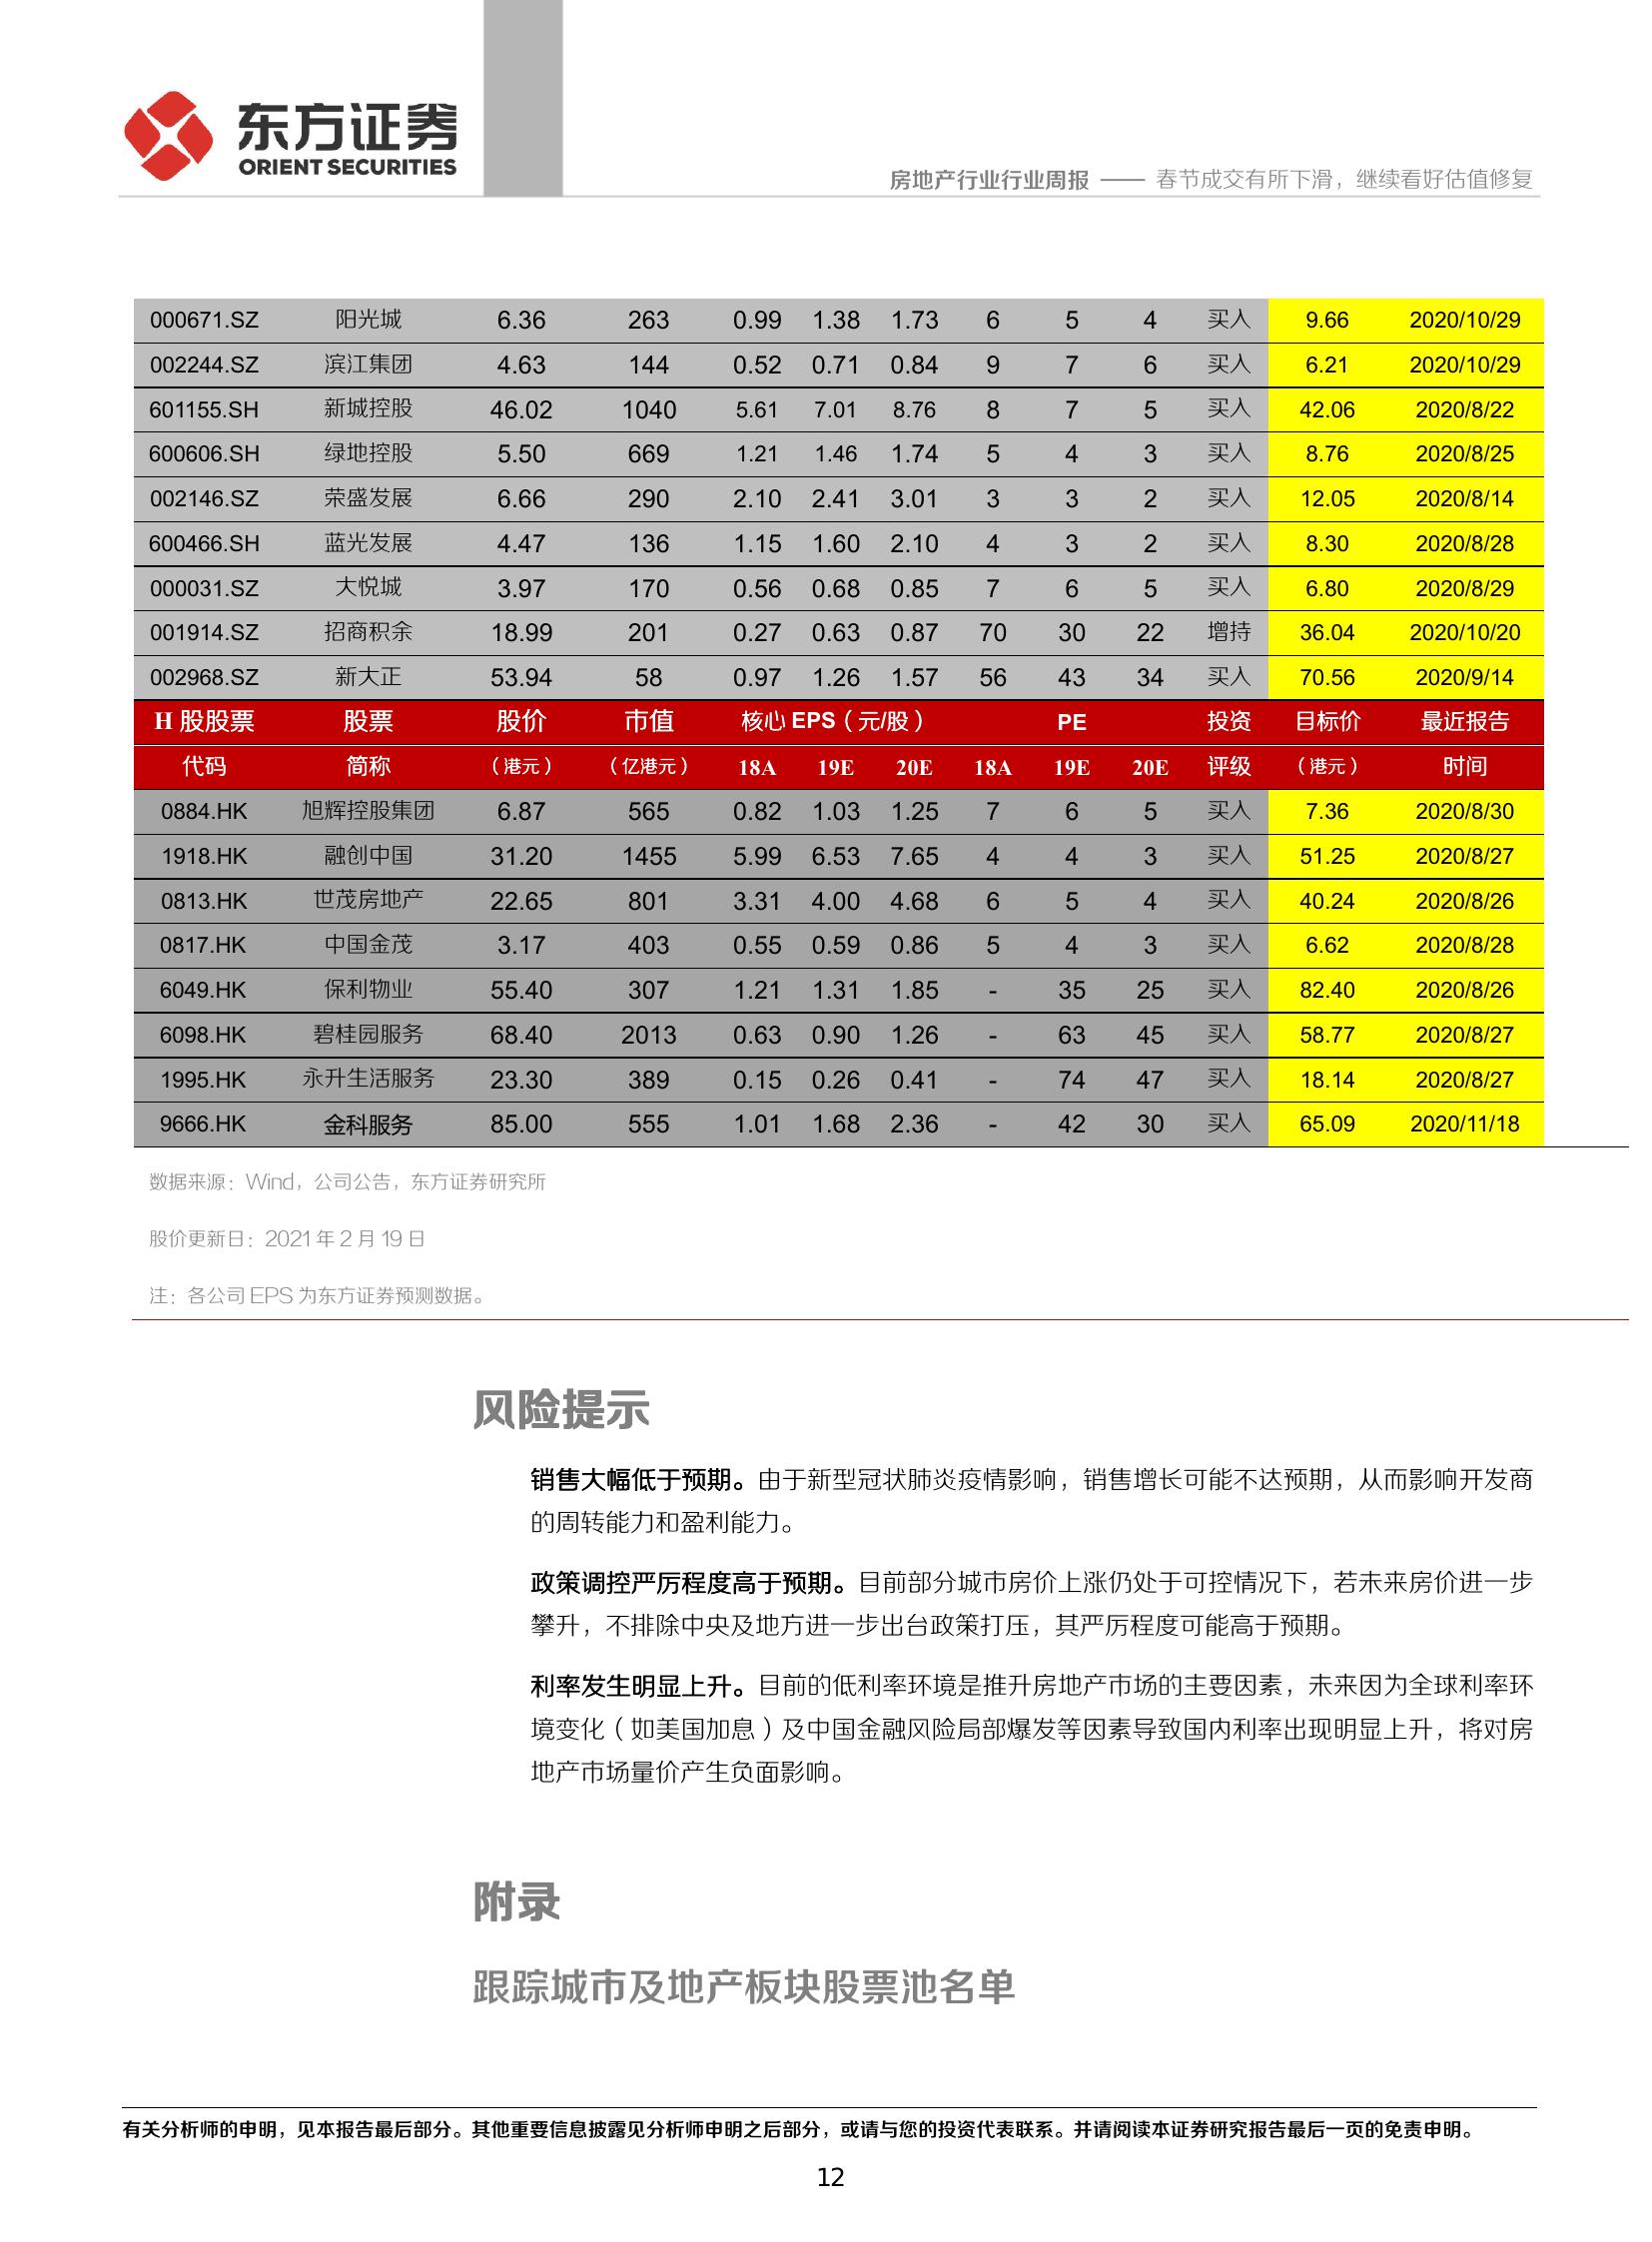 东方证券
ORIENT SECURITIES
房地产行业行业周报 —— 春节成交有所下滑，继续看好估值修复
000671.SZ 阳光城 6.36 263 0.99 1.38 1.73 6 5 4 买入 9.66 2020/10/29
002244.SZ 滨江集团 4.63 144 0.52 0.71 0.84 9 7 6 买入 6.21 2020/10/29
601155.SH 新城控股 46.02 1040 5.61 7.01 8.76 8 7 5 买入 42.06 2020/8/22
600606.SH 绿地控股 5.50 669 1.21 1.46 1.74 5 4 3 买入 8.76 2020/8/25
002146.SZ 荣盛发展 6.66 290 2.10 2.41 3.01 3 3 2 买入 12.05 2020/8/14
600466.SH 蓝光发展 4.47 136 1.15 1.60 2.10 4 3 2 买入 8.30 2020/8/28
000031.SZ 大悦城 3.97 170 0.56 0.68 0.85 7 6 5 买入 6.80 2020/8/29
001914.SZ 招商积余 18.99 201 0.27 0.63 0.87 70 30 22 增持 36.04 2020/10/20
002968.SZ 新大正 53.94 58 0.97 1.26 1.57 56 43 34 买入 70.56 2020/9/14
H 股股票 股票 股价 市值 核心 EPS（元/股） PE 投资 目标价 最近报告
代码 简称 （港元） （亿港元） 18A 19E 20E 18A 19E 20E 评级 （港元） 时间
0884.HK 旭辉控股集团 6.87 565 0.82 1.03 1.25 7 6 5 买入 7.36 2020/8/30
1918.HK 融创中国 31.20 1455 5.99 6.53 7.65 4 4 3 买入 51.25 2020/8/27
0813.HK 世茂房地产 22.65 801 3.31 4.00 4.68 6 5 4 买入 40.24 2020/8/26
0817.HK 中国金茂 3.17 403 0.55 0.59 0.86 5 4 3 买入 6.62 2020/8/28
6049.HK 保利物业 55.40 307 1.21 1.31 1.85 - 35 25 买入 82.40 2020/8/26
6098.HK 碧桂园服务 68.40 2013 0.63 0.90 1.26 - 63 45 买入 58.77 2020/8/27
1995.HK 永升生活服务 23.30 389 0.15 0.26 0.41 - 74 47 买入 18.14 2020/8/27
9666.HK 金科服务 85.00 555 1.01 1.68 2.36 - 42 30 买入 65.09 2020/11/18
数据来源：Wind，公司公告，东方证券研究所
股价更新日：2021 年 2 月 19 日
注：各公司 EPS 为东方证券预测数据。
风险提示
销售大幅低于预期。由于新型冠状肺炎疫情影响，销售增长可能不达预期，从而影响开发商
的周转能力和盈利能力。
政策调控严厉程度高于预期。目前部分城市房价上涨仍处于可控情况下，若未来房价进一步
攀升，不排除中央及地方进一步出台政策打压，其严厉程度可能高于预期。
利率发生明显上升。目前的低利率环境是推升房地产市场的主要因素，未来因为全球利率环
境变化（如美国加息）及中国金融风险局部爆发等因素导致国内利率出现明显上升，将对房
地产市场量价产生负面影响。
附录
跟踪城市及地产板块股票池名单
有关分析师的申明，见本报告最后部分。其他重要信息披露见分析师申明之后部分，或请与您的投资代表联系。并请阅读本证券研究报告最后一页的免责申明。
12